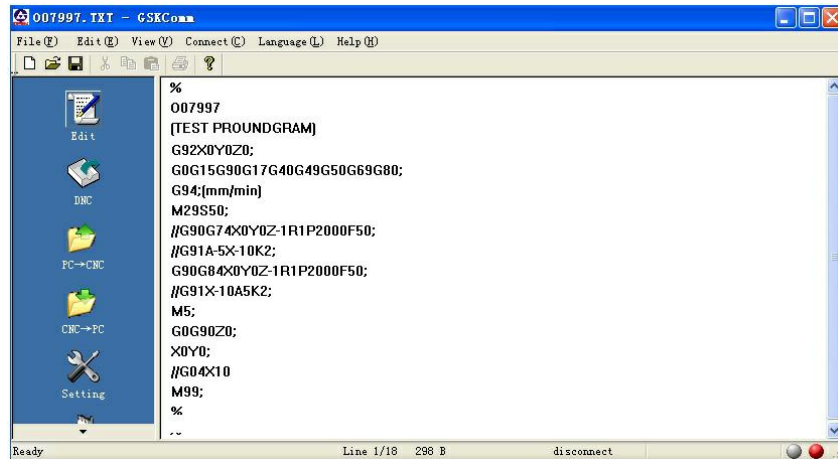 O07997.TXT - GSKComm
File(F) Edit(E) View(V) Connect(C) Language(L) Help(H)
Edit
DNC
PC→CNC
CNC→PC
Setting
%
O07997
(TEST PROUNDGRAM)
G92X0Y0Z0;
G0G15G90G17G40G49G50G69G80;
G94;(mm/min)
M29S50;
//G90G74X0Y0Z-1R1P2000F50;
//G91A-5X-10K2;
G90G84X0Y0Z-1R1P2000F50;
//G91X-10A5K2;
M5;
G0G90Z0;
X0Y0;
//G04X10
M99;
%
Ready Line 1/18 298 B disconnect